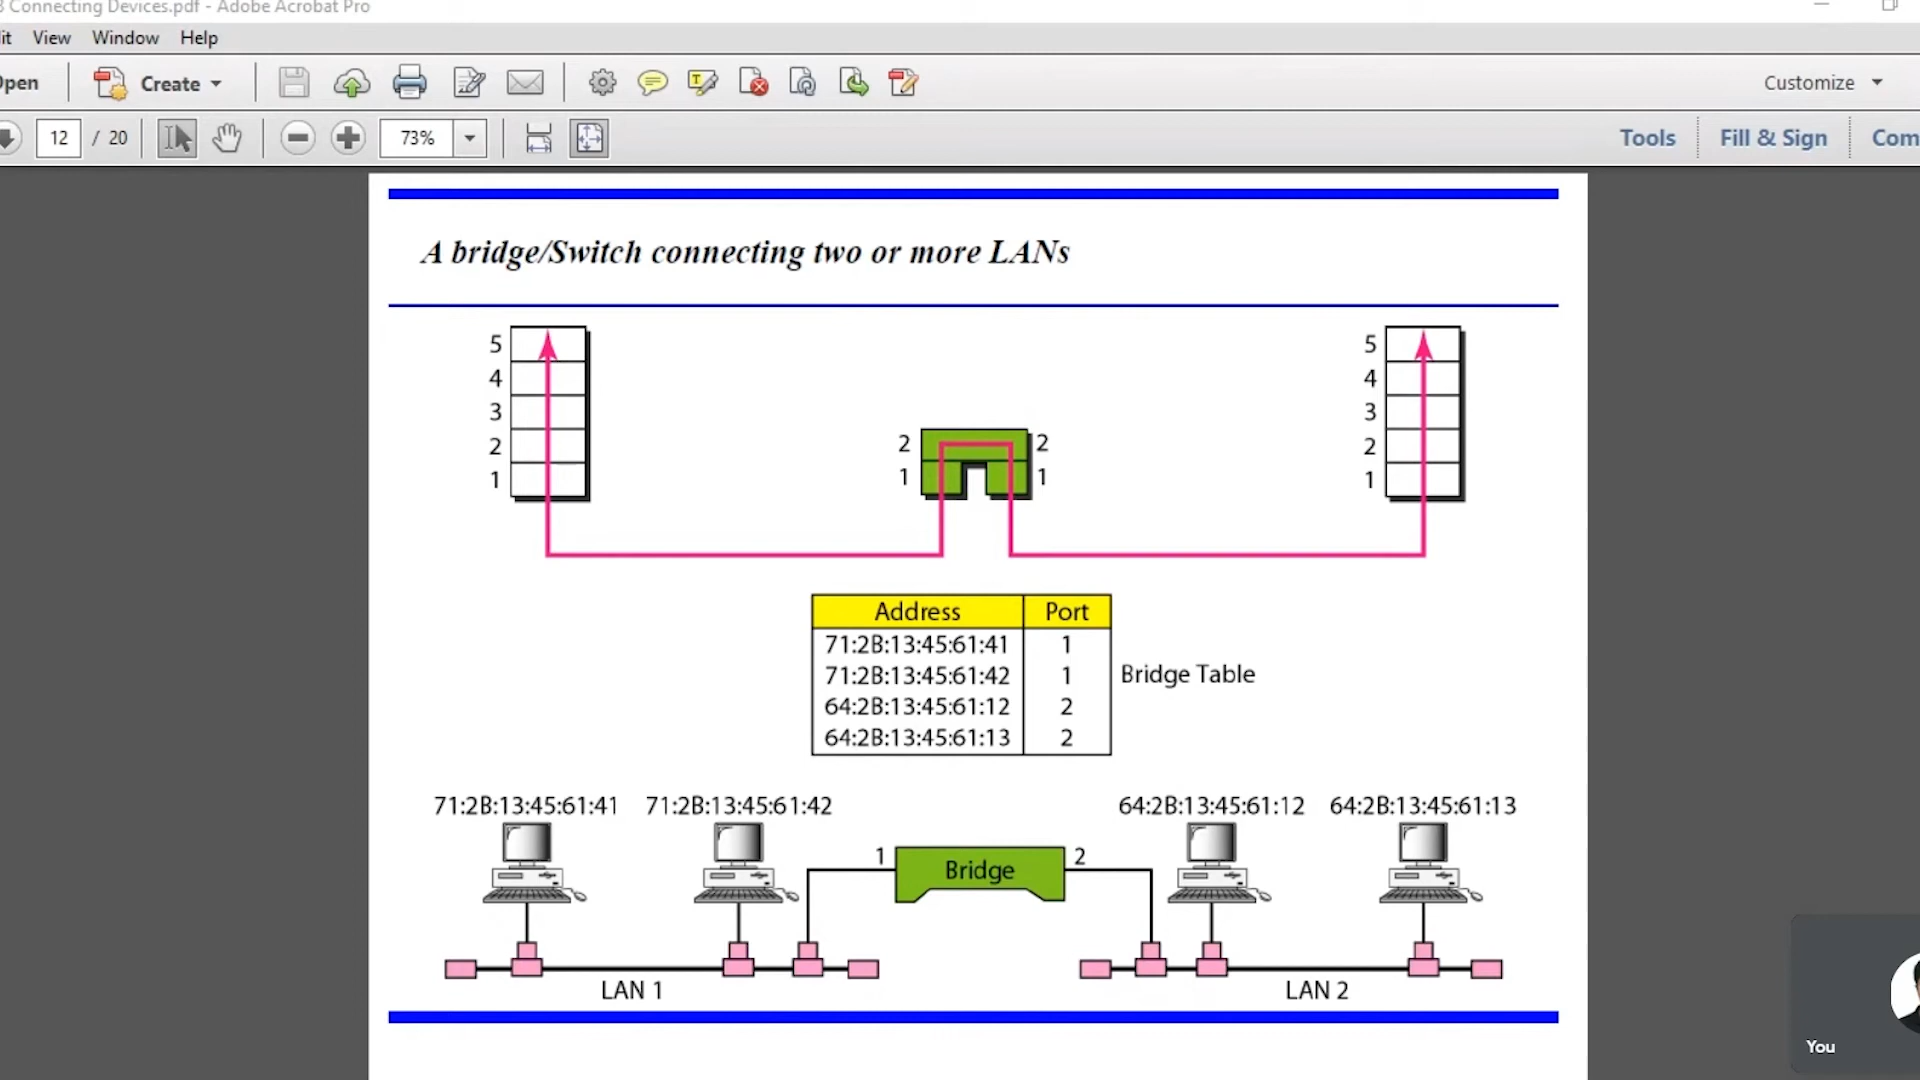 3 Connecting Devices.pdf - Adobe Acrobat Pro
it View Window Help
Open Create Customize
12 / 20 73% Tools Fill & Sign Com
A bridge/Switch connecting two or more LANs
5 5
4 4
3 3
2 2 2 2
1 1 1 1
Address Port
71:2B:13:45:61:41 1
71:2B:13:45:61:42 1
Bridge Table
64:2B:13:45:61:12 2
64:2B:13:45:61:13 2
71:2B:13:45:61:41 71:2B:13:45:61:42 64:2B:13:45:61:12 64:2B:13:45:61:13
1 Bridge 2
LAN 1 LAN 2
You